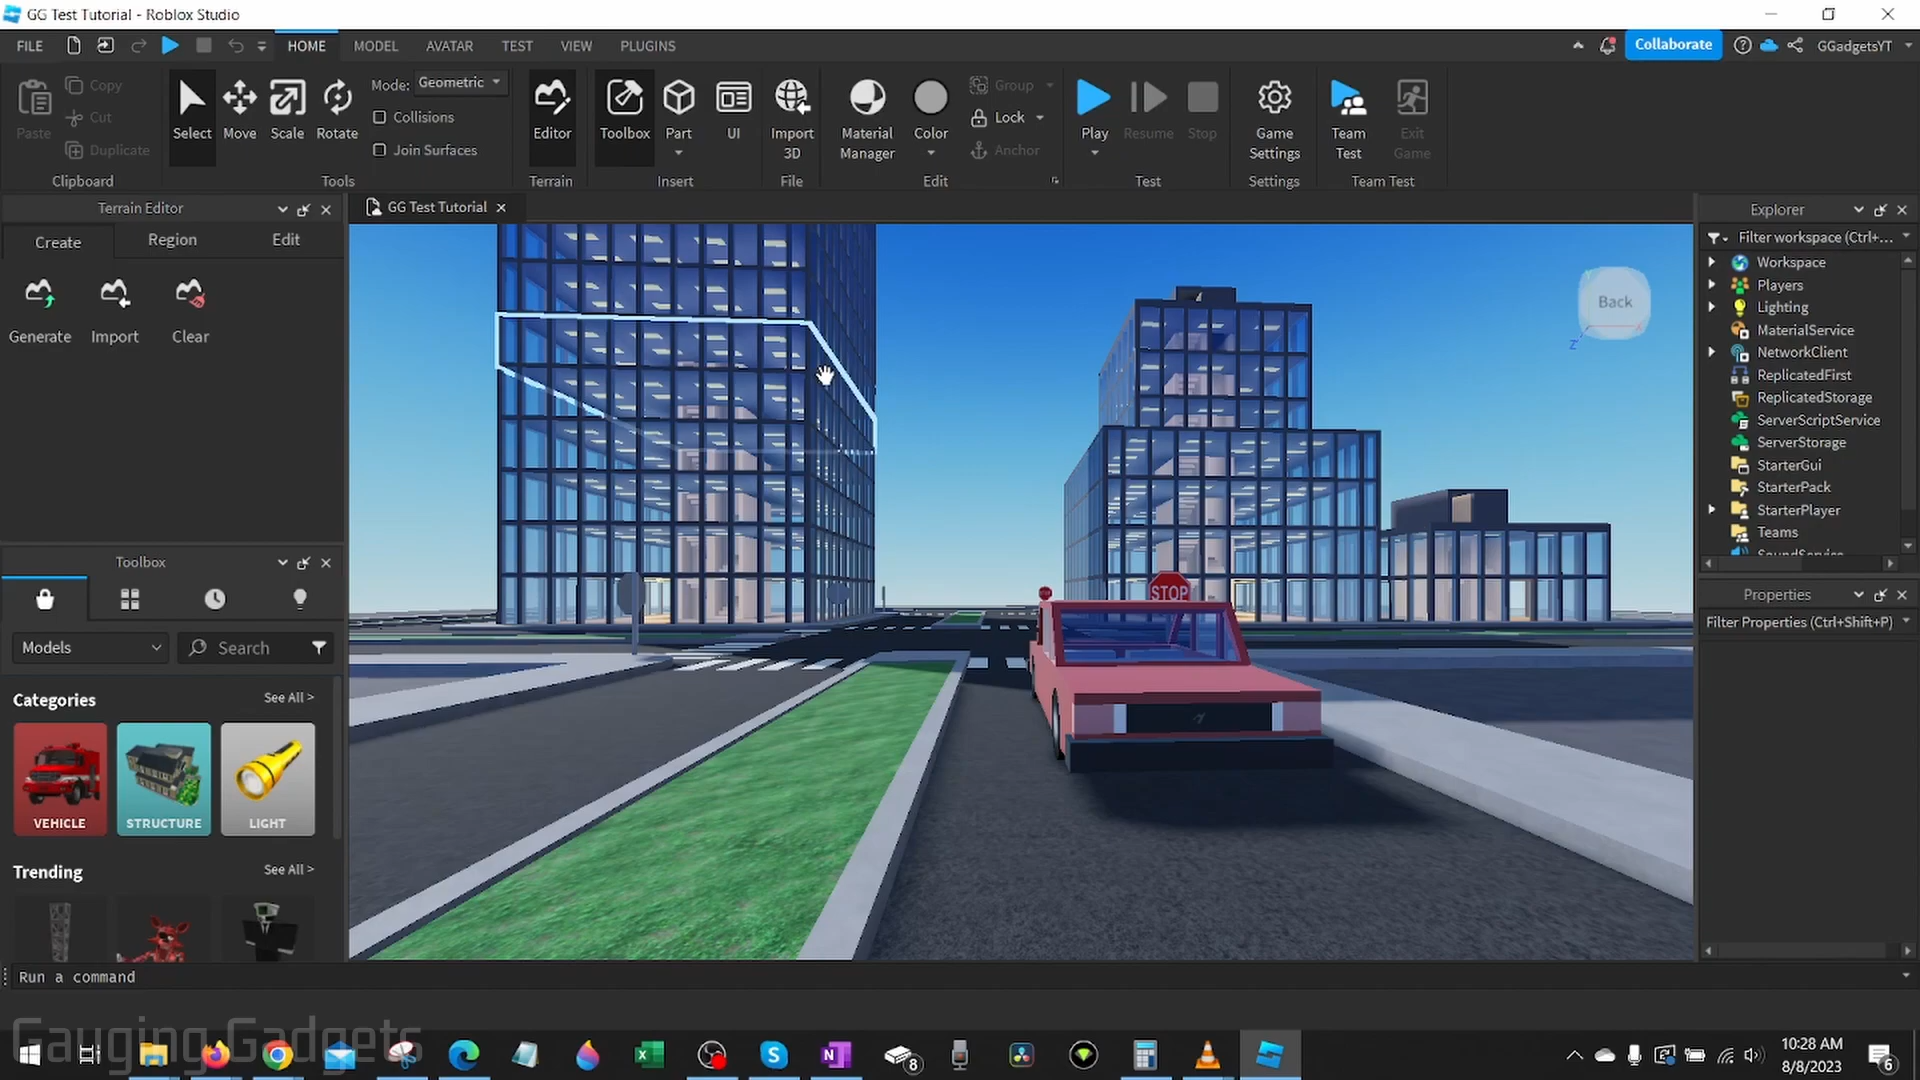 GG Test Tutorial - Roblox Studio
FILE HOME MODEL AVATAR TEST VIEW PLUGINS Collaborate GGadgetsYT
Paste Copy Cut Duplicate Clipboard
Select Move Scale Rotate Mode: Geometric Collisions Join Surfaces Tools
Editor Terrain
Toolbox Part UI Insert
Import 3D File
Material Manager Color Group Lock Anchor Edit
Play Resume Stop Test
Game Settings Settings
Team Test Exit Game Team Test
Terrain Editor
Create Region Edit
Generate Import Clear
GG Test Tutorial
Back
Y
Z
X
STOP
Toolbox
Models Search
Categories See All >
VEHICLE STRUCTURE LIGHT
Trending See All >
Explorer
Filter workspace (Ctrl+...
Workspace
Players
Lighting
MaterialService
NetworkClient
ReplicatedFirst
ReplicatedStorage
ServerScriptService
ServerStorage
StarterGui
StarterPack
StarterPlayer
Teams
SoundService
Properties
Filter Properties (Ctrl+Shift+P)
Run a command
Gauging Gadgets
8
10:28 AM
8/8/2023
6